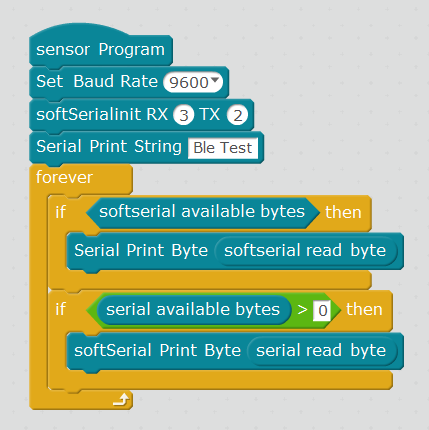 sensor Program
Set Baud Rate 9600
softSerialinit RX 3 TX 2
Serial Print String Ble Test
forever
if softserial available bytes then
Serial Print Byte softserial read byte
if serial available bytes > 0 then
softSerial Print Byte serial read byte